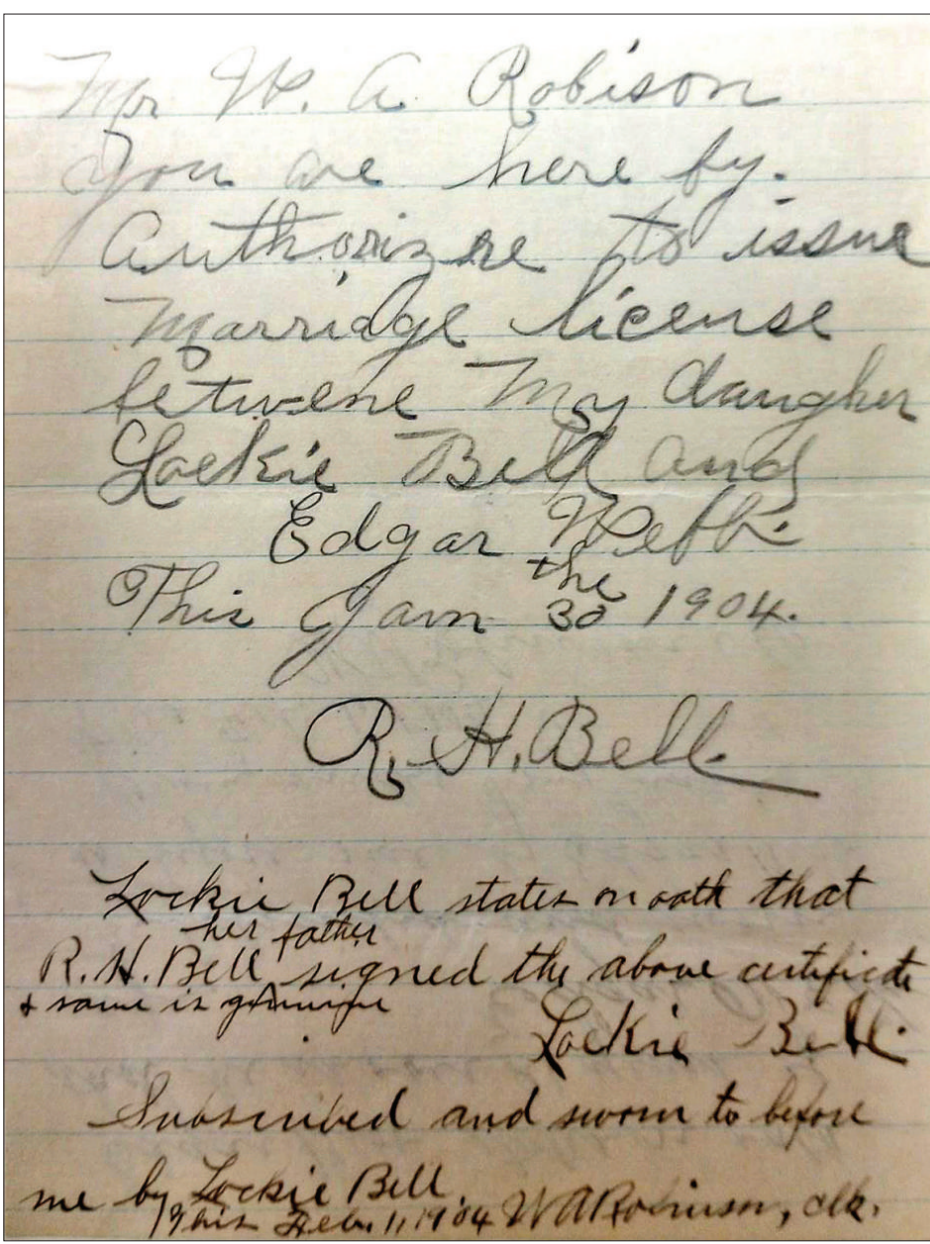 Mr W. A Robison
You are here by.
Authorize to issue
Marridge license
betwene My daugher
Lockie Bell and
Edgar Webb.
This Jan the 30 1904.
R. H. Bell
Lockie Bell states on oath that
her father
R. H. Bell signed the above certificate
& same is genuine
Lockie Bell.
Subscribed and sworn to before
me by Lockie Bell.
This Feby 1, 1904 W A Robinson, clk.